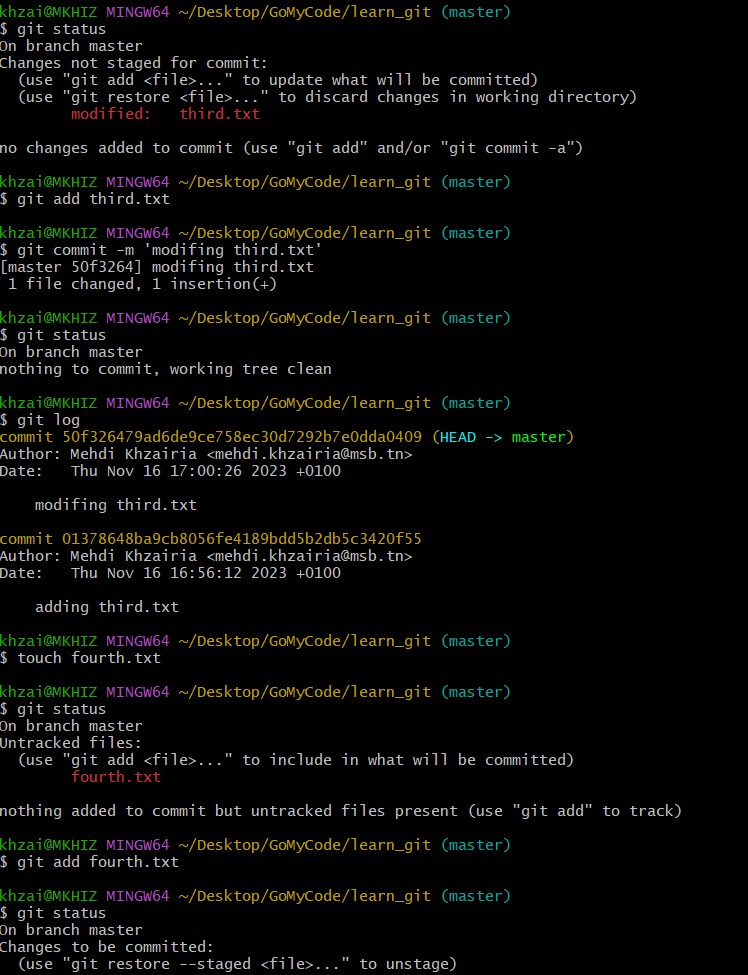 khzai@MKHIZ MINGW64 ~/Desktop/GoMyCode/learn_git (master)
$ git status
On branch master
Changes not staged for commit:
  (use "git add <file>..." to update what will be committed)
  (use "git restore <file>..." to discard changes in working directory)
        modified:   third.txt

no changes added to commit (use "git add" and/or "git commit -a")

khzai@MKHIZ MINGW64 ~/Desktop/GoMyCode/learn_git (master)
$ git add third.txt

khzai@MKHIZ MINGW64 ~/Desktop/GoMyCode/learn_git (master)
$ git commit -m 'modifing third.txt'
[master 50f3264] modifing third.txt
 1 file changed, 1 insertion(+)

khzai@MKHIZ MINGW64 ~/Desktop/GoMyCode/learn_git (master)
$ git status
On branch master
nothing to commit, working tree clean

khzai@MKHIZ MINGW64 ~/Desktop/GoMyCode/learn_git (master)
$ git log
commit 50f326479ad6de9ce758ec30d7292b7e0dda0409 (HEAD -> master)
Author: Mehdi Khzairia <mehdi.khzairia@msb.tn>
Date:   Thu Nov 16 17:00:26 2023 +0100

    modifing third.txt

commit 01378648ba9cb8056fe4189bdd5b2db5c3420f55
Author: Mehdi Khzairia <mehdi.khzairia@msb.tn>
Date:   Thu Nov 16 16:56:12 2023 +0100

    adding third.txt

khzai@MKHIZ MINGW64 ~/Desktop/GoMyCode/learn_git (master)
$ touch fourth.txt

khzai@MKHIZ MINGW64 ~/Desktop/GoMyCode/learn_git (master)
$ git status
On branch master
Untracked files:
  (use "git add <file>..." to include in what will be committed)
        fourth.txt

nothing added to commit but untracked files present (use "git add" to track)

khzai@MKHIZ MINGW64 ~/Desktop/GoMyCode/learn_git (master)
$ git add fourth.txt

khzai@MKHIZ MINGW64 ~/Desktop/GoMyCode/learn_git (master)
$ git status
On branch master
Changes to be committed:
  (use "git restore --staged <file>..." to unstage)